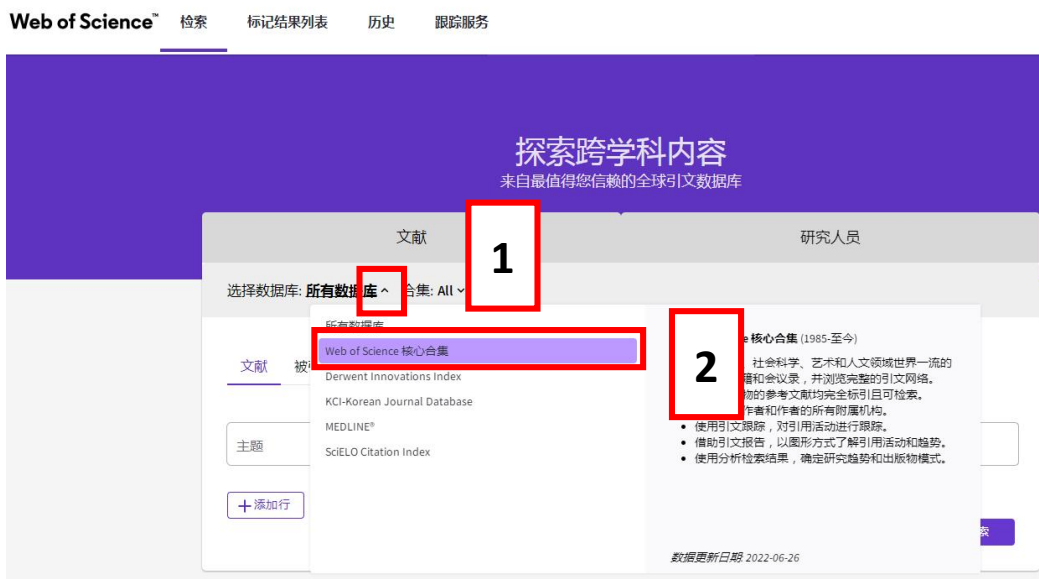 Web of Science™ 检索 标记结果列表 历史 跟踪服务
探索跨学科内容
来自最值得您信赖的全球引文数据库
文献 研究人员
1
选择数据库: 所有数据库 合集: All
所有数据库
Web of Science 核心合集
Derwent Innovations Index
KCI-Korean Journal Database
MEDLINE®
SciELO Citation Index
2
e 核心合集 (1985-至今)
社会科学、艺术和人文领域世界一流的
籍和会议录，并浏览完整的引文网络。
物的参考文献均完全标引且可检索。
作者和作者的所有附属机构。
• 使用引文跟踪，对引用活动进行跟踪。
• 借助引文报告，以图形方式了解引用活动和趋势。
• 使用分析检索结果，确定研究趋势和出版物模式。
数据更新日期 2022-06-26
文献 被
主题
+添加行
索